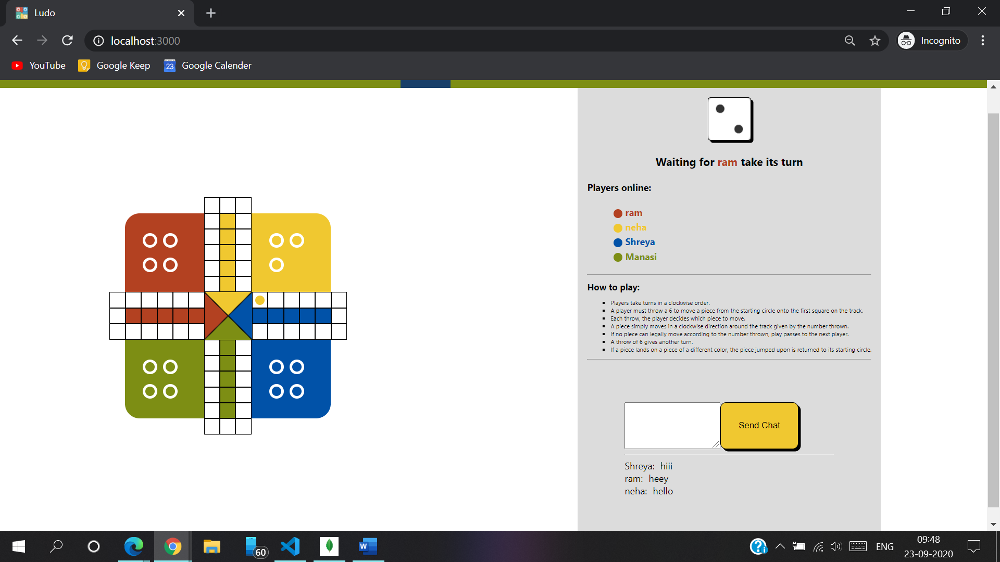 Ludo
localhost:3000
Incognito
YouTube
Google Keep
23
Google Calender
Waiting for ram take its turn
Players online:
ram
neha
Shreya
Manasi
How to play:
Players take turns in a clockwise order.
A player must throw a 6 to move a piece from the starting circle onto the first square on the track.
Each throw, the player decides which piece to move.
A piece simply moves in a clockwise direction around the track given by the number thrown.
If no piece can legally move according to the number thrown, play passes to the next player.
A throw of 6 gives another turn.
If a piece lands on a piece of a different color, the piece jumped upon is returned to its starting circle.
Send Chat
Shreya: hiii
ram: heey
neha: hello
60
W
ENG
09:48
23-09-2020